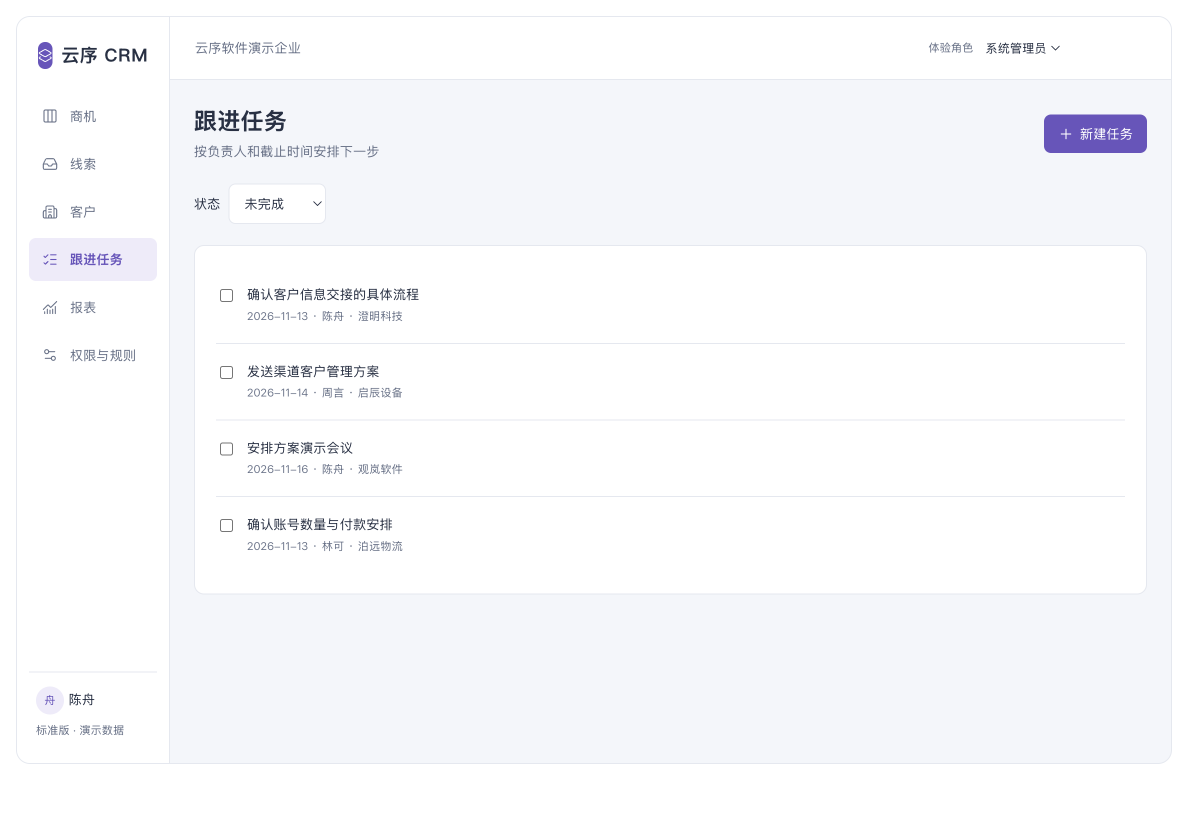 云序 CRM
商机
线索
客户
跟进任务
报表
权限与规则
舟 陈舟
标准版 · 演示数据
云序软件演示企业
体验角色 系统管理员
跟进任务
按负责人和截止时间安排下一步
新建任务
状态 未完成
确认客户信息交接的具体流程
2026-11-13 · 陈舟 · 澄明科技
发送渠道客户管理方案
2026-11-14 · 周言 · 启辰设备
安排方案演示会议
2026-11-16 · 陈舟 · 观岚软件
确认账号数量与付款安排
2026-11-13 · 林可 · 泊远物流